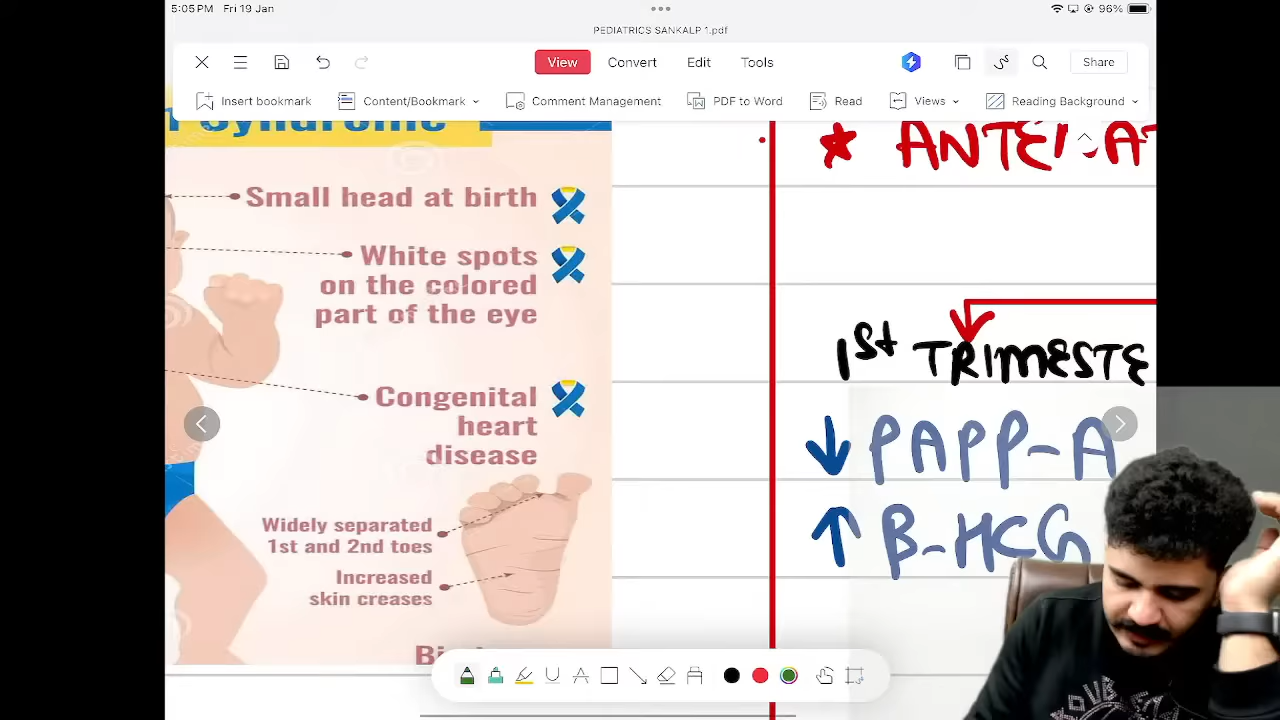 5:05 PM Fri 19 Jan
96%
PEDIATRICS SANKALP 1.pdf
View
Convert
Edit
Tools
Share
Insert bookmark
Content/Bookmark
Comment Management
PDF to Word
Read
Views
Reading Background
Syndrome
Small head at birth
White spots
on the colored
part of the eye
Congenital
heart
disease
Widely separated
1st and 2nd toes
Increased
skin creases
★ ANTE
1st TRIMESTE
↓ PAPP-A
↑ B-HCG